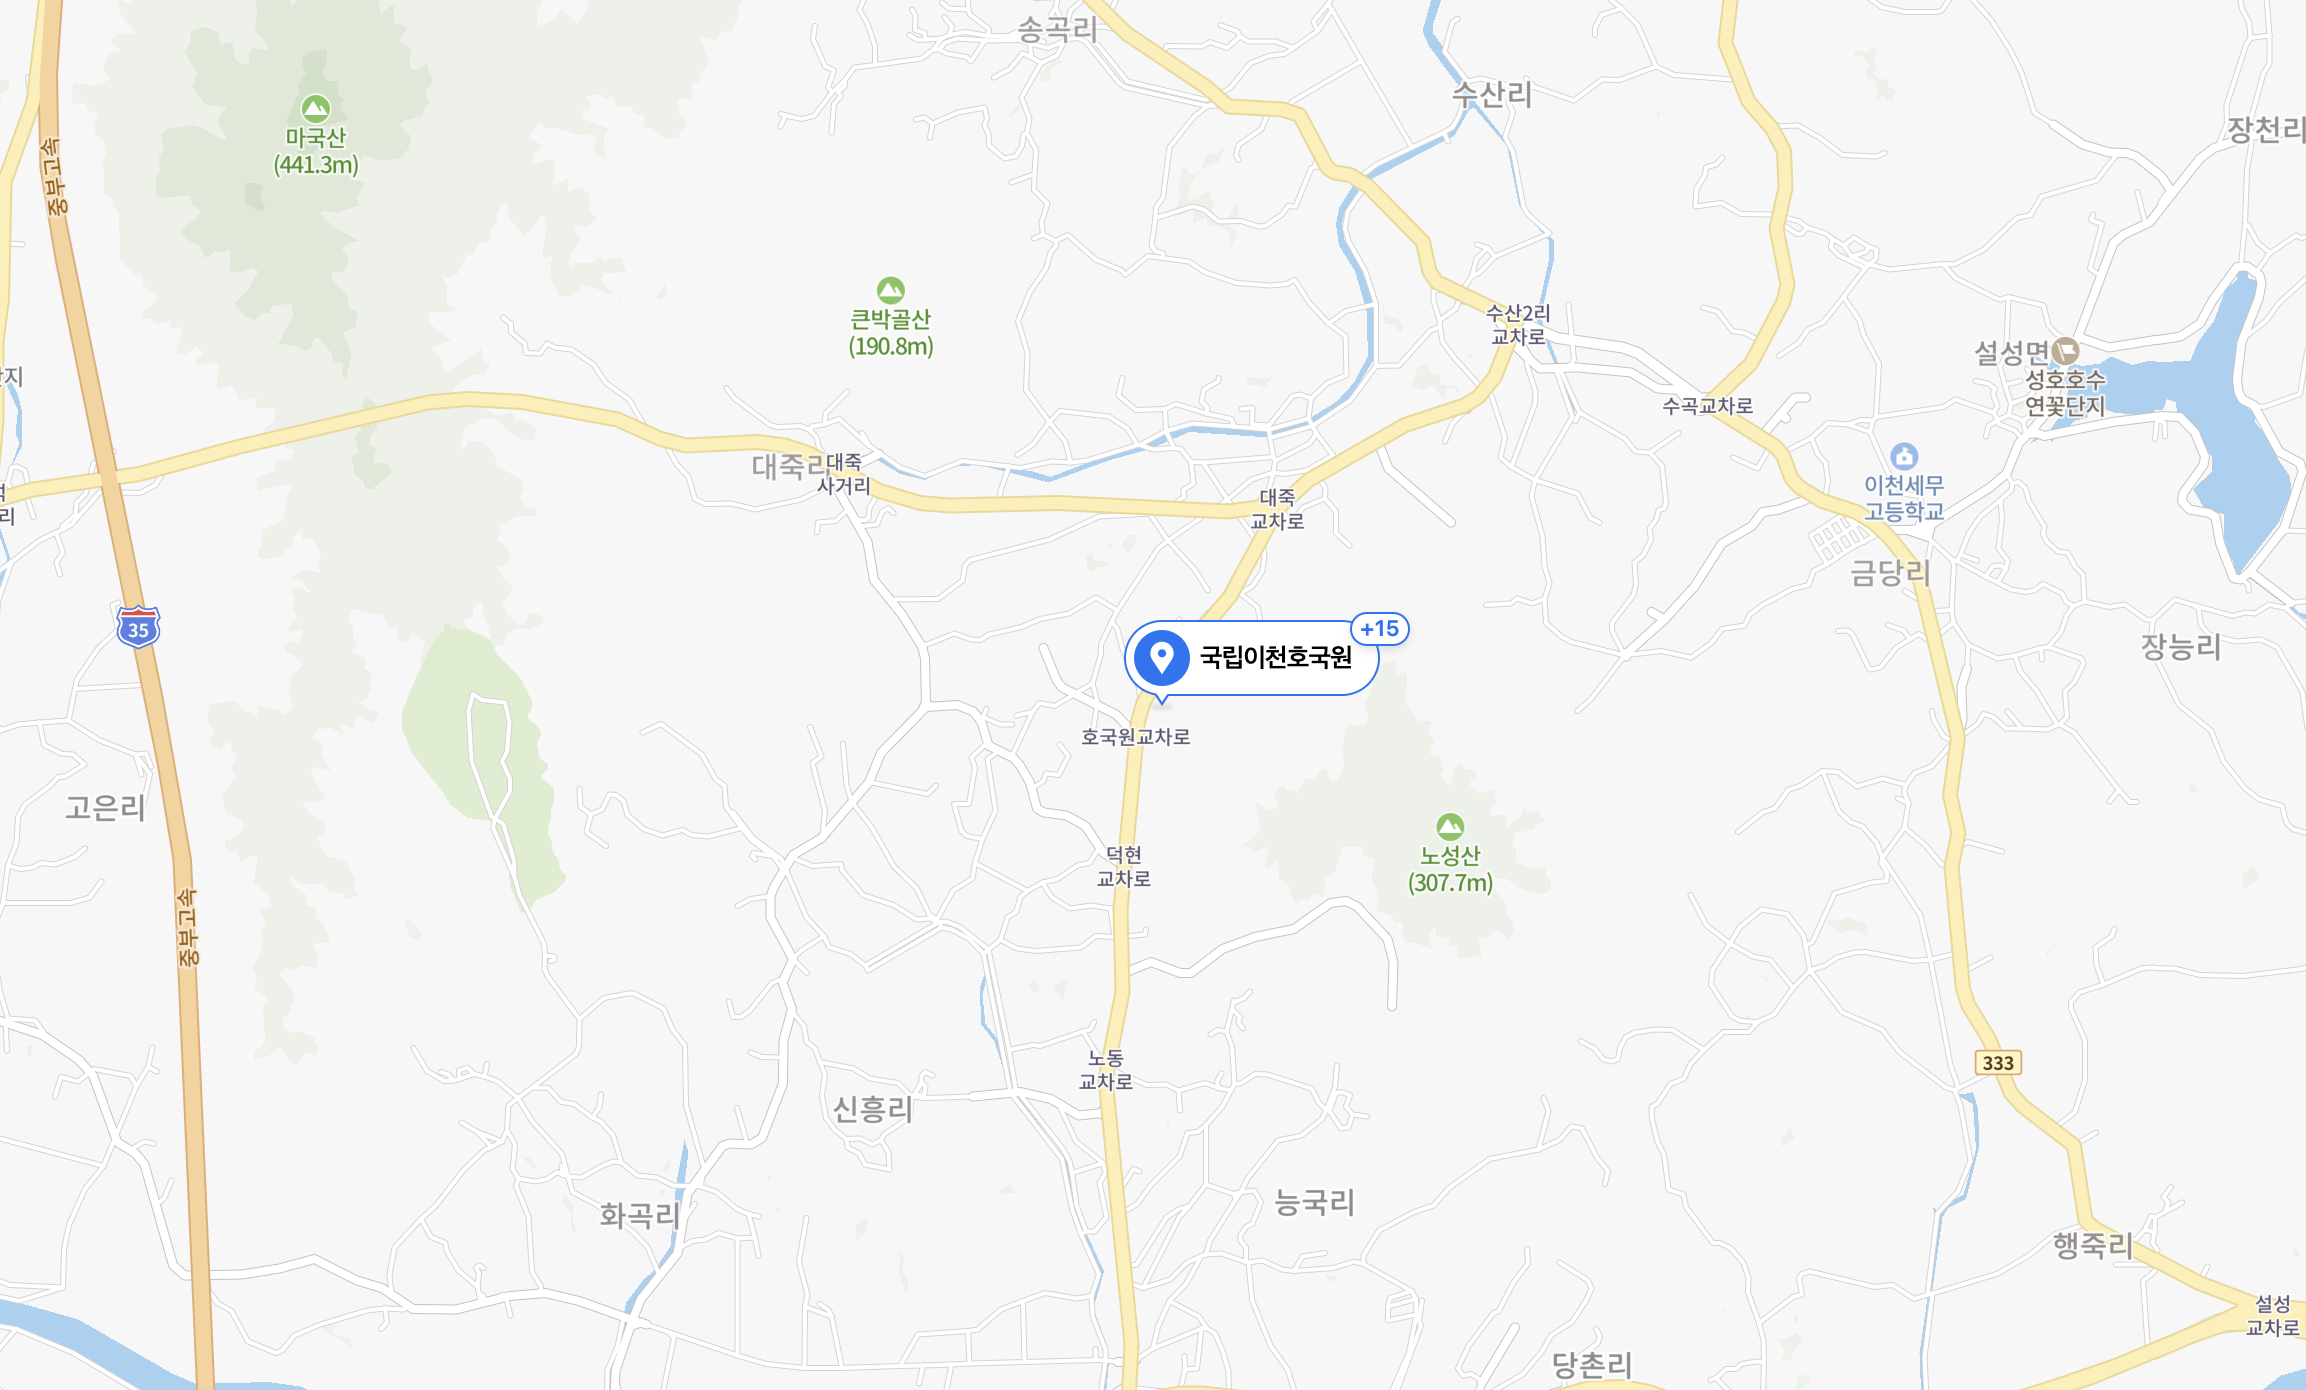 송곡리
수산리
장천리
마국산
(441.3m)
중부고속
큰박골산
(190.8m)
수산2리
교차로
설성면
성호호수
연꽃단지
수곡교차로
대죽리
대죽
사거리
대죽
교차로
이천세무
고등학교
금당리
리
35
+15
국립이천호국원
장능리
호국원교차로
고은리
노성산
(307.7m)
덕현
교차로
중부고속
노동
교차로
333
신흥리
화곡리
능국리
행죽리
설성
교차로
당촌리